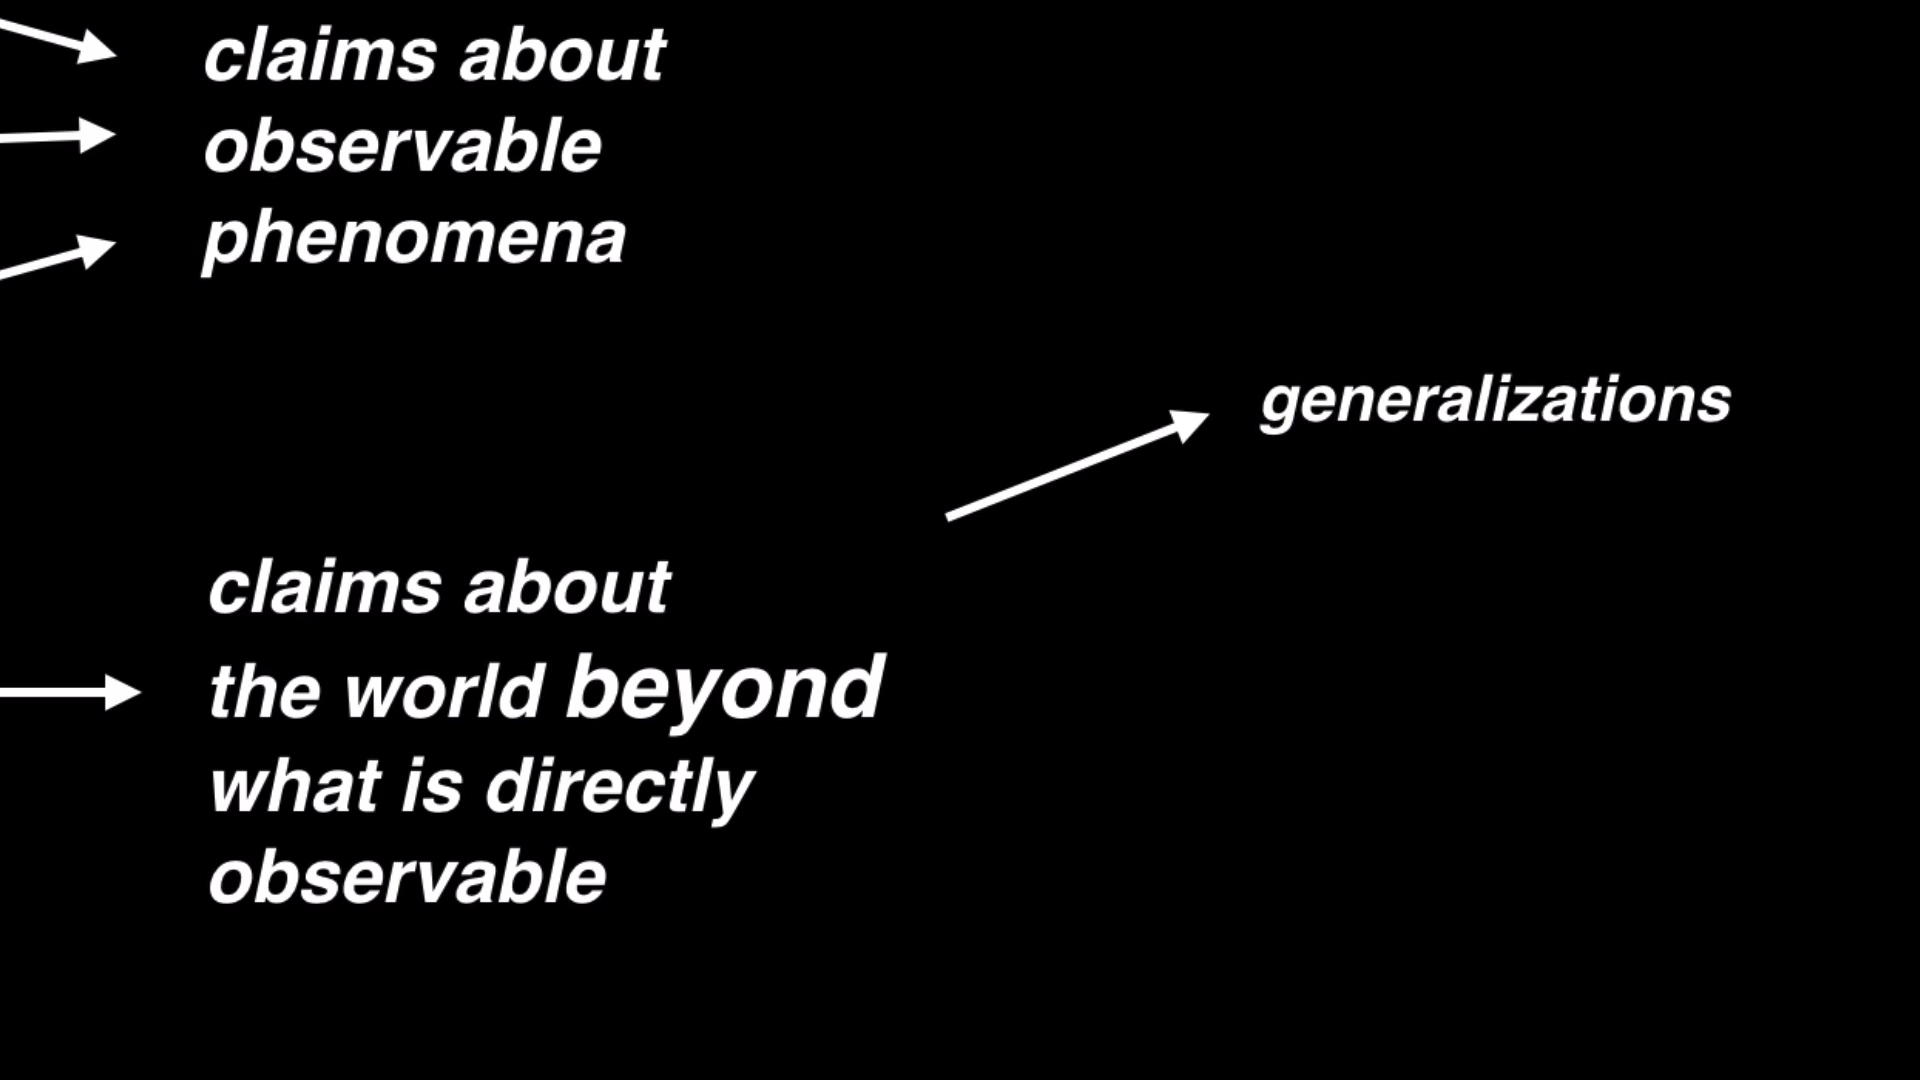 claims about
observable
phenomena
generalizations
claims about
the world beyond
what is directly
observable